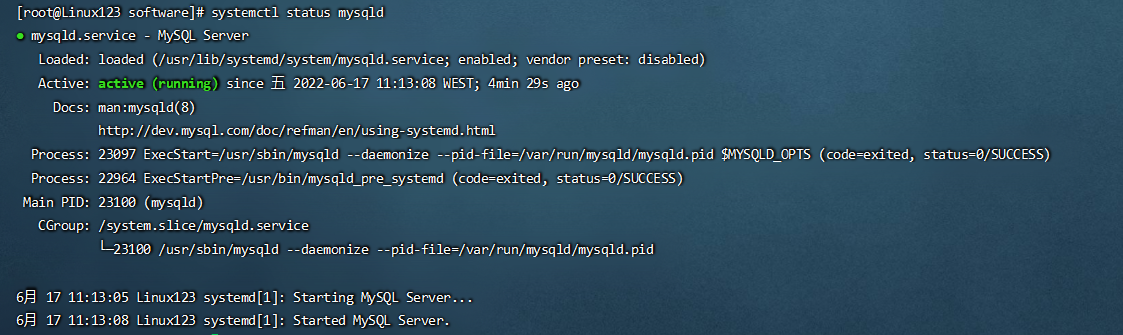 [root@Linux123 software]# systemctl status mysqld
● mysqld.service - MySQL Server
Loaded: loaded (/usr/lib/systemd/system/mysqld.service; enabled; vendor preset: disabled)
Active: active (running) since 五 2022-06-17 11:13:08 WEST; 4min 29s ago
Docs: man:mysqld(8)
http://dev.mysql.com/doc/refman/en/using-systemd.html
Process: 23097 ExecStart=/usr/sbin/mysqld --daemonize --pid-file=/var/run/mysqld/mysqld.pid $MYSQLD_OPTS (code=exited, status=0/SUCCESS)
Process: 22964 ExecStartPre=/usr/bin/mysqld_pre_systemd (code=exited, status=0/SUCCESS)
Main PID: 23100 (mysqld)
CGroup: /system.slice/mysqld.service
└─23100 /usr/sbin/mysqld --daemonize --pid-file=/var/run/mysqld/mysqld.pid
6月 17 11:13:05 Linux123 systemd[1]: Starting MySQL Server...
6月 17 11:13:08 Linux123 systemd[1]: Started MySQL Server.